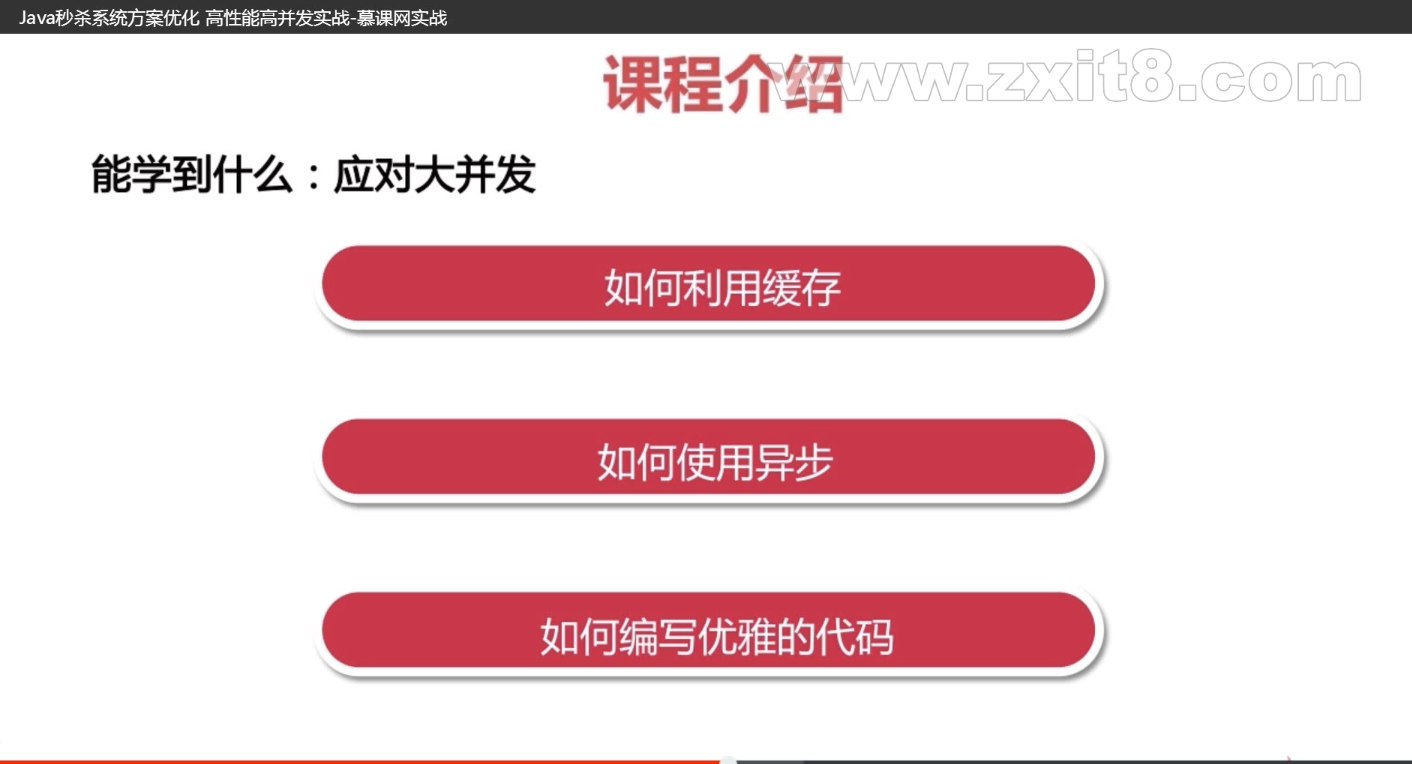 Java秒杀系统方案优化 高性能高并发实战-慕课网实战
课程介绍
www.zxit8.com
能学到什么：应对大并发
如何利用缓存
如何使用异步
如何编写优雅的代码